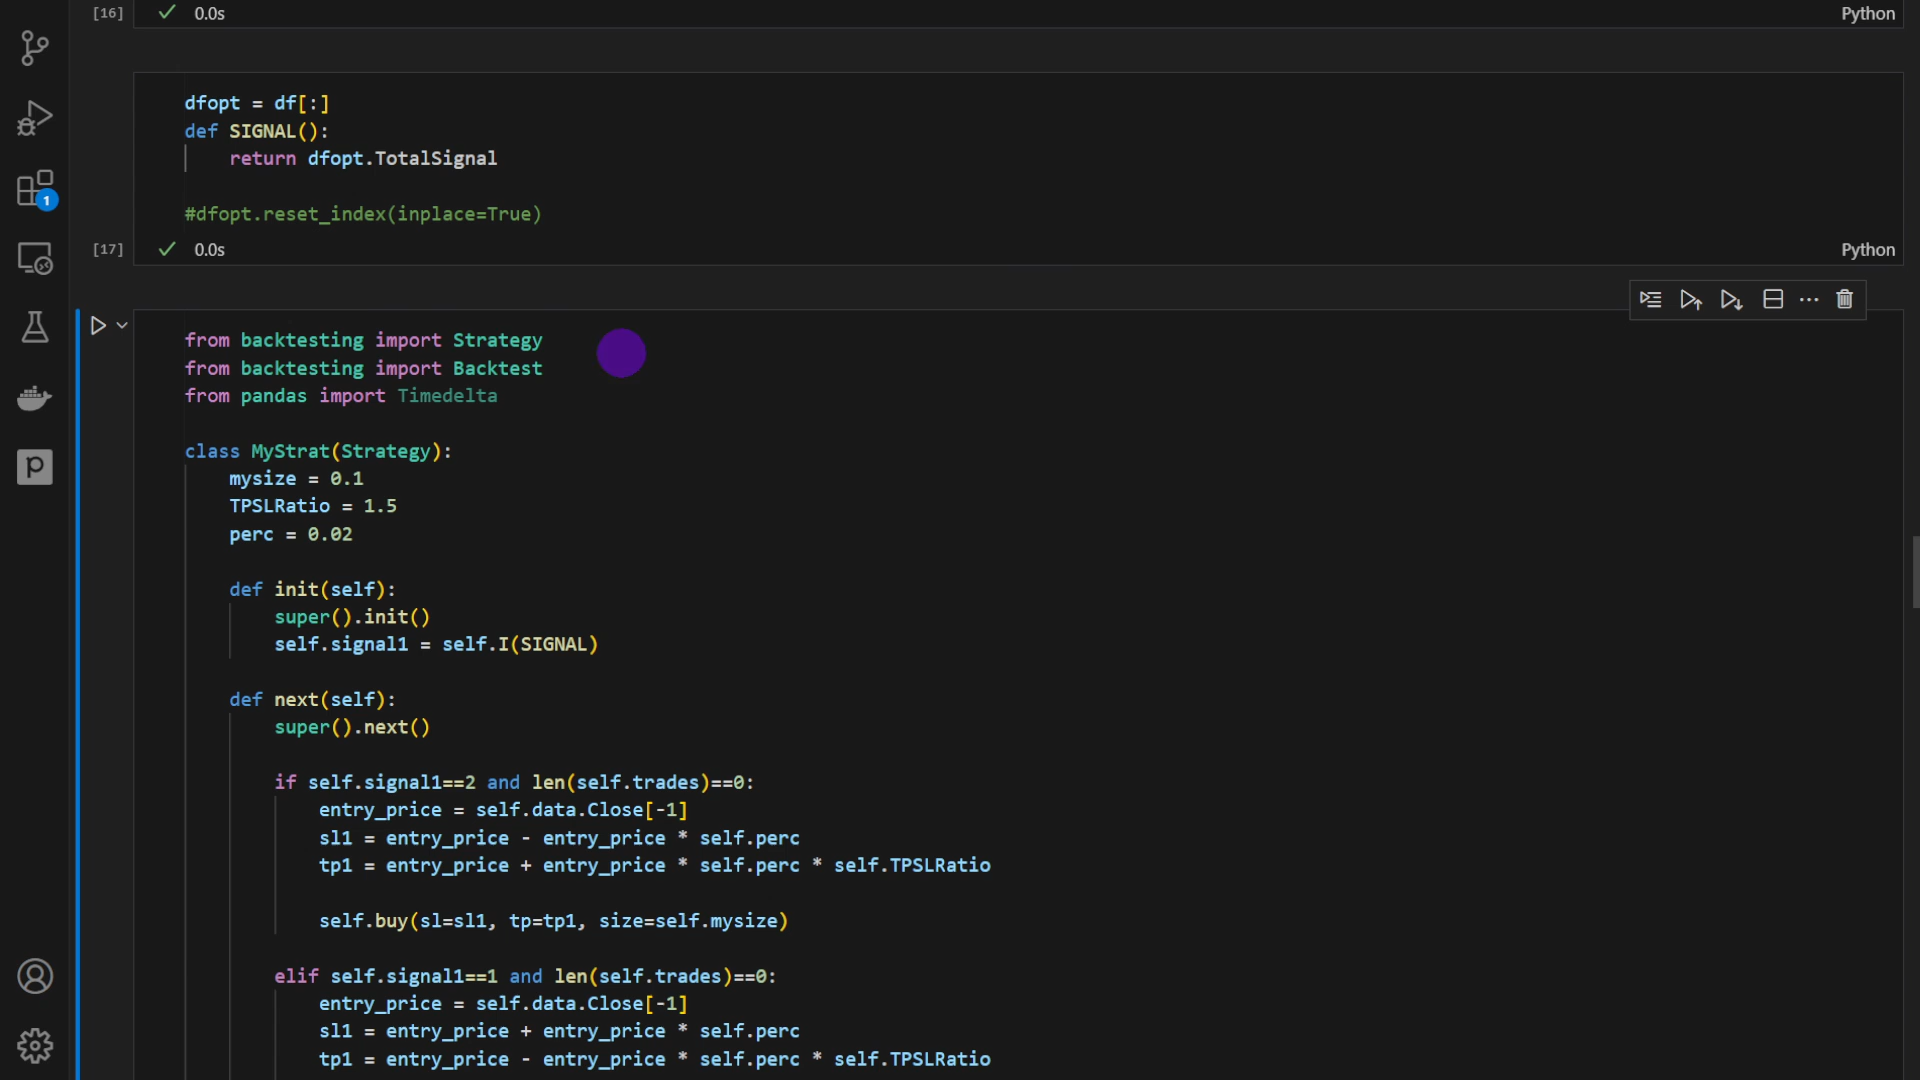 [16] 0.0s Python
dfopt = df[:]
def SIGNAL():
    return dfopt.TotalSignal
#dfopt.reset_index(inplace=True)
[17] 0.0s Python
1
from backtesting import Strategy
from backtesting import Backtest
from pandas import Timedelta
class MyStrat(Strategy):
    mysize = 0.1
    TPSLRatio = 1.5
    perc = 0.02
    def init(self):
        super().init()
        self.signal1 = self.I(SIGNAL)
    def next(self):
        super().next()
        if self.signal1==2 and len(self.trades)==0:
            entry_price = self.data.Close[-1]
            sl1 = entry_price - entry_price * self.perc
            tp1 = entry_price + entry_price * self.perc * self.TPSLRatio
            self.buy(sl=sl1, tp=tp1, size=self.mysize)
        elif self.signal1==1 and len(self.trades)==0:
            entry_price = self.data.Close[-1]
            sl1 = entry_price + entry_price * self.perc
            tp1 = entry_price - entry_price * self.perc * self.TPSLRatio